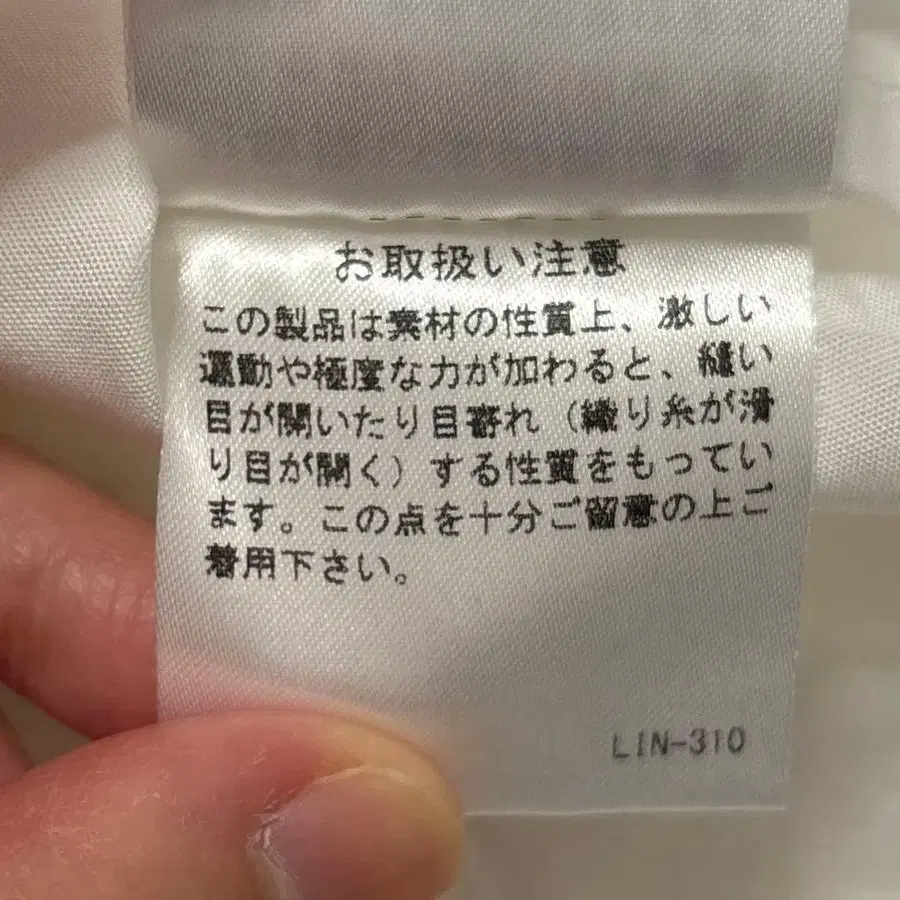 お取扱い注意
この製品は素材の性質上、激しい
運動や極度な力が加わると、縫い
目が開いたり目寄れ（織り糸が滑
り目が開く）する性質をもってい
ます。この点を十分ご留意の上ご
着用下さい。
LIN-310